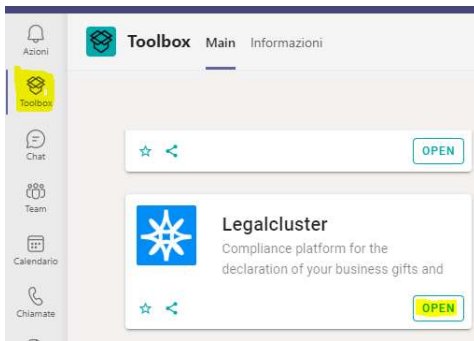 Azioni
Toolbox Main Informazioni
Toolbox
Chat
OPEN
Team
Legalcluster
Compliance platform for the
declaration of your business gifts and
Calendario
Chiamate
OPEN